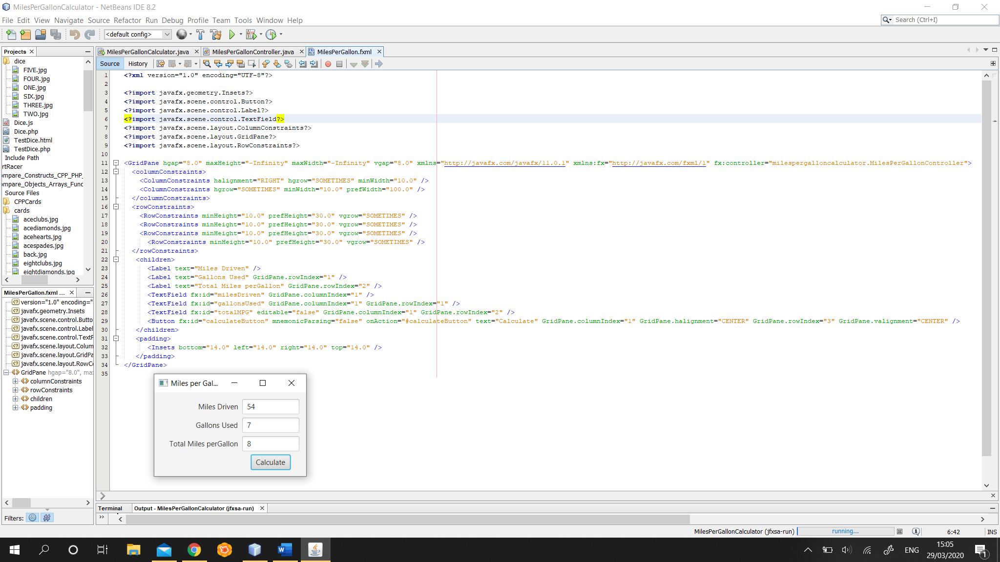 MilesPerGallonCalculator - NetBeans IDE 8.2
File Edit View Navigate Source Refactor Run Debug Profile Team Tools Window Help
Search (Ctrl+I)
<default config>
Projects
dice
FIVE.jpg
FOUR.jpg
ONE.jpg
SIX.jpg
THREE.jpg
TWO.jpg
Dice.js
Dice.php
TestDice.html
TestDice.php
Include Path
rtRacer
ompare_Constructs_CPP_PHP_
ompare_Objects_Arrays_Func
Source Files
CPPCards
cards
aceclubs.jpg
acediamonds.jpg
acehearts.jpg
acespades.jpg
back.jpg
eightclubs.jpg
eightdiamonds.jpg
MilesPerGallon.fxml ...
version="1.0" encoding="
javafx.geometry.Insets
javafx.scene.control.Butto
javafx.scene.control.Label
javafx.scene.control.TextF
javafx.scene.layout.Colum
javafx.scene.layout.GridPa
javafx.scene.layout.RowCo
GridPane hgap="8.0", max
columnConstraints
rowConstraints
children
padding
Filters:
MilesPerGallonCalculator.java MilesPerGallonController.java MilesPerGallon.fxml
Source History
1 <?xml version="1.0" encoding="UTF-8"?>
2
3 <?import javafx.geometry.Insets?>
4 <?import javafx.scene.control.Button?>
5 <?import javafx.scene.control.Label?>
6 <?import javafx.scene.control.TextField?>
7 <?import javafx.scene.layout.ColumnConstraints?>
8 <?import javafx.scene.layout.GridPane?>
9 <?import javafx.scene.layout.RowConstraints?>
10
11 <GridPane hgap="8.0" maxHeight="-Infinity" maxWidth="-Infinity" vgap="8.0" xmlns="http://javafx.com/javafx/11.0.1" xmlns:fx="http://javafx.com/fxml/1" fx:controller="milespergalloncalculator.MilesPerGallonController">
12 <columnConstraints>
13 <ColumnConstraints halignment="RIGHT" hgrow="SOMETIMES" minWidth="10.0" />
14 <ColumnConstraints hgrow="SOMETIMES" minWidth="10.0" prefWidth="100.0" />
15 </columnConstraints>
16 <rowConstraints>
17 <RowConstraints minHeight="10.0" prefHeight="30.0" vgrow="SOMETIMES" />
18 <RowConstraints minHeight="10.0" prefHeight="30.0" vgrow="SOMETIMES" />
19 <RowConstraints minHeight="10.0" prefHeight="30.0" vgrow="SOMETIMES" />
20 <RowConstraints minHeight="10.0" prefHeight="30.0" vgrow="SOMETIMES" />
21 </rowConstraints>
22 <children>
23 <Label text="Miles Driven" />
24 <Label text="Gallons Used" GridPane.rowIndex="1" />
25 <Label text="Total Miles perGallon" GridPane.rowIndex="2" />
26 <TextField fx:id="milesDriven" GridPane.columnIndex="1" />
27 <TextField fx:id="gallonsUsed" GridPane.columnIndex="1" GridPane.rowIndex="1" />
28 <TextField fx:id="totalMPG" editable="false" GridPane.columnIndex="1" GridPane.rowIndex="2" />
29 <Button fx:id="calculateButton" mnemonicParsing="false" onAction="#calculateButton" text="Calculate" GridPane.columnIndex="1" GridPane.halignment="CENTER" GridPane.rowIndex="3" GridPane.valignment="CENTER" />
30 </children>
31 <padding>
32 <Insets bottom="14.0" left="14.0" right="14.0" top="14.0" />
33 </padding>
34 </GridPane>
35
Miles per Gal...
Miles Driven 54
Gallons Used 7
Total Miles perGallon 8
Calculate
Terminal Output - MilesPerGallonCalculator (jfxsa-run)
MilesPerGallonCalculator (jfxsa-run) running... 1 6:42 INS
ENG 15:05
29/03/2020
1